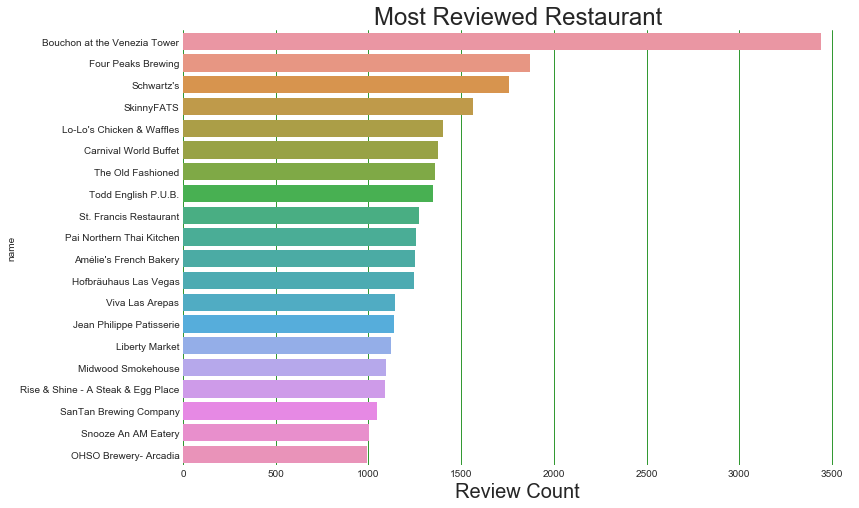 Most Reviewed Restaurant
Bouchon at the Venezia Tower
Four Peaks Brewing
Schwartz's
SkinnyFATS
Lo-Lo's Chicken & Waffles
Carnival World Buffet
The Old Fashioned
Todd English P.U.B.
St. Francis Restaurant
Pai Northern Thai Kitchen
Amélie's French Bakery
Hofbräuhaus Las Vegas
Viva Las Arepas
Jean Philippe Patisserie
Liberty Market
Midwood Smokehouse
Rise & Shine - A Steak & Egg Place
SanTan Brewing Company
Snooze An AM Eatery
OHSO Brewery- Arcadia
name
0 500 1000 1500 2000 2500 3000 3500
Review Count